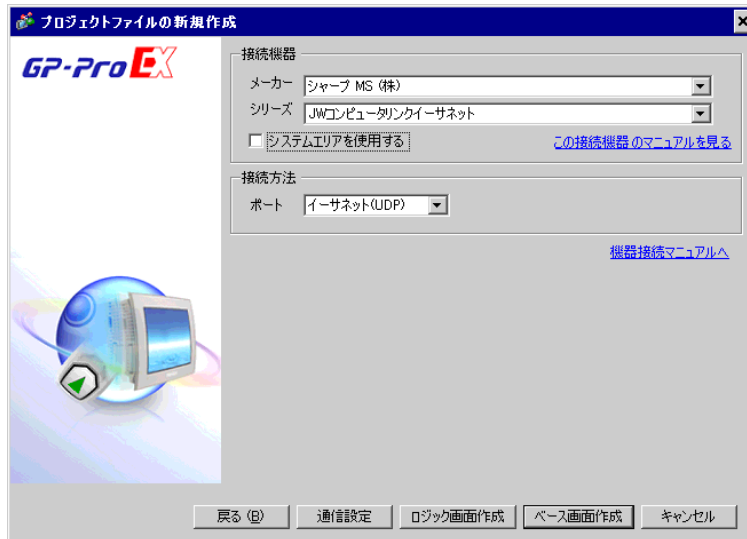 プロジェクトファイルの新規作成
GP-Pro EX
接続機器
メーカー シャープ MS (株)
シリーズ JWコンピュータリンクイーサネット
システムエリアを使用する この接続機器のマニュアルを見る
接続方法
ポート イーサネット(UDP)
機器接続マニュアルへ
戻る (B) 通信設定 ロジック画面作成 ベース画面作成 キャンセル